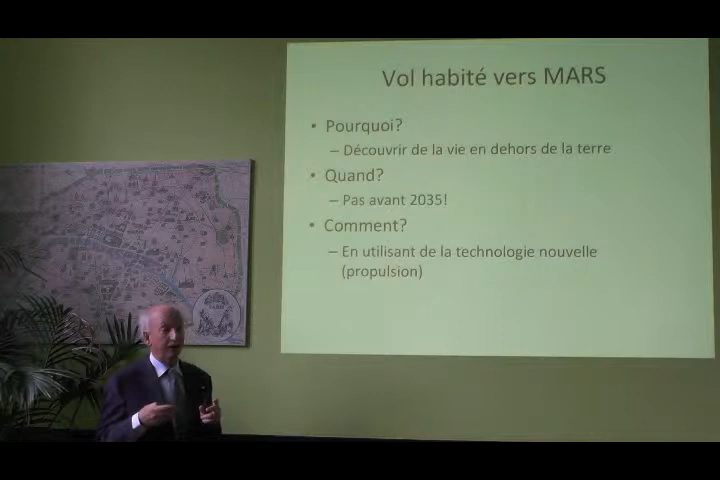 Vol habité vers MARS
• Pourquoi?
– Découvrir de la vie en dehors de la terre
• Quand?
– Pas avant 2035!
• Comment?
– En utilisant de la technologie nouvelle
(propulsion)